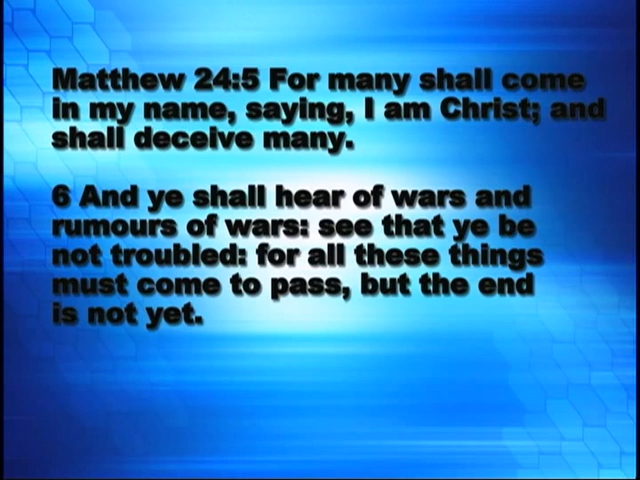 Matthew 24:5 For many shall come
in my name, saying, I am Christ; and
shall deceive many.
6 And ye shall hear of wars and
rumours of wars: see that ye be
not troubled: for all these things
must come to pass, but the end
is not yet.